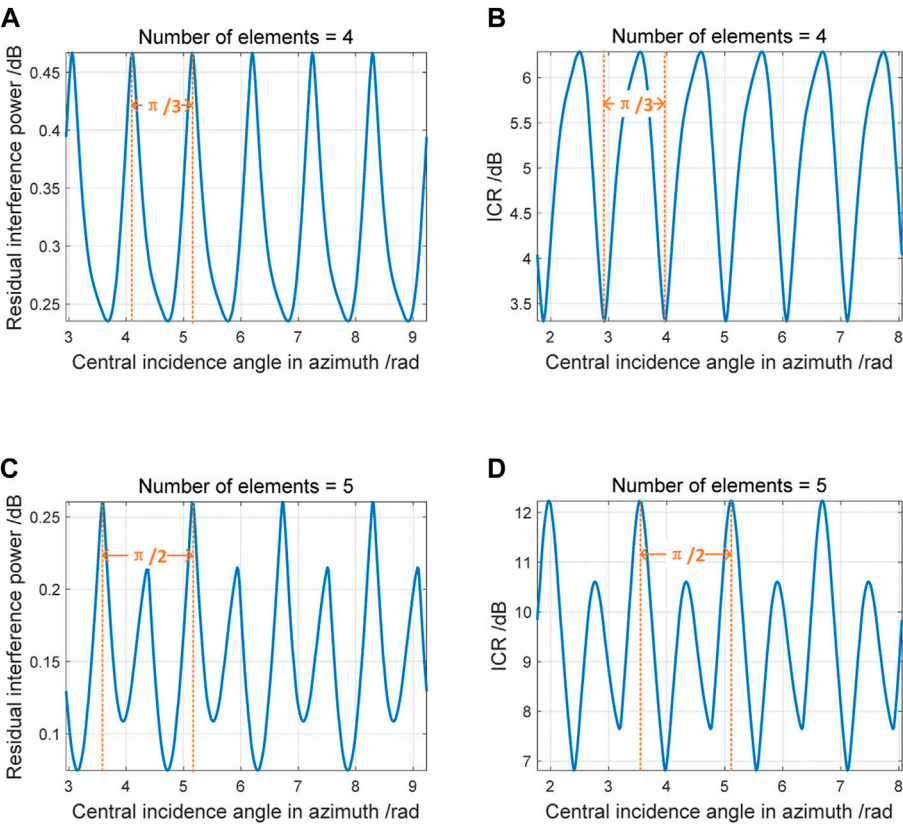 A
Number of elements = 4
Residual interference power /dB
0.45
0.4
0.35
0.3
0.25
π /3
3 4 5 6 7 8 9
Central incidence angle in azimuth /rad
B
Number of elements = 4
ICR /dB
6
5.5
5
4.5
4
3.5
π /3
2 3 4 5 6 7 8
Central incidence angle in azimuth /rad
C
Number of elements = 5
Residual interference power /dB
0.25
0.2
0.15
0.1
π /2
3 4 5 6 7 8 9
Central incidence angle in azimuth /rad
D
Number of elements = 5
ICR /dB
12
11
10
9
8
7
π /2
2 3 4 5 6 7 8
Central incidence angle in azimuth /rad